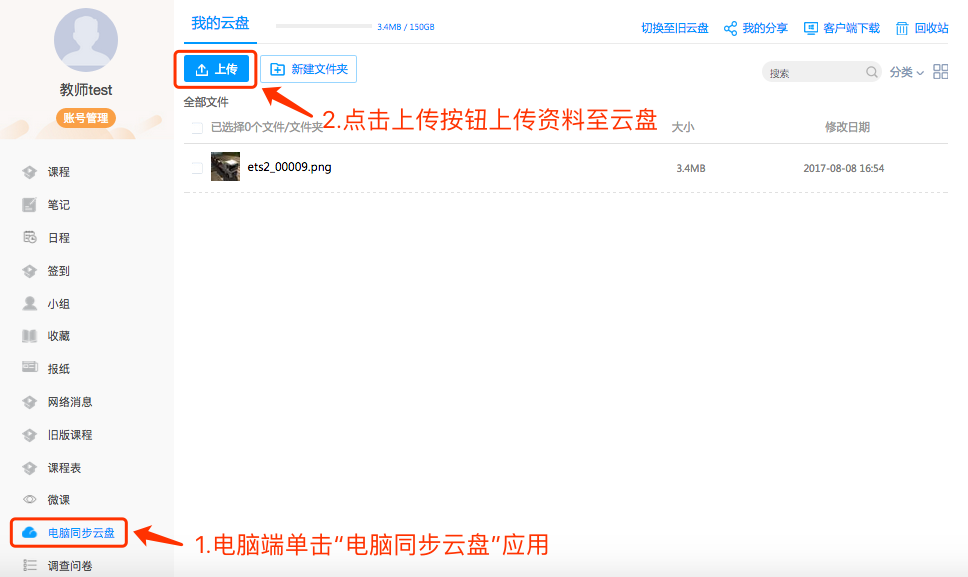 我的云盘
3.4MB / 150GB
切换至旧云盘
我的分享
客户端下载
回收站
上传
新建文件夹
搜索
分类
教师test
账号管理
全部文件
2.点击上传按钮上传资料至云盘
已选择0个文件/文件夹
大小
修改日期
ets2_00009.png
3.4MB
2017-08-08 16:54
课程
笔记
日程
签到
小组
收藏
报纸
网络消息
旧版课程
课程表
微课
电脑同步云盘
1.电脑端单击“电脑同步云盘”应用
调查问卷